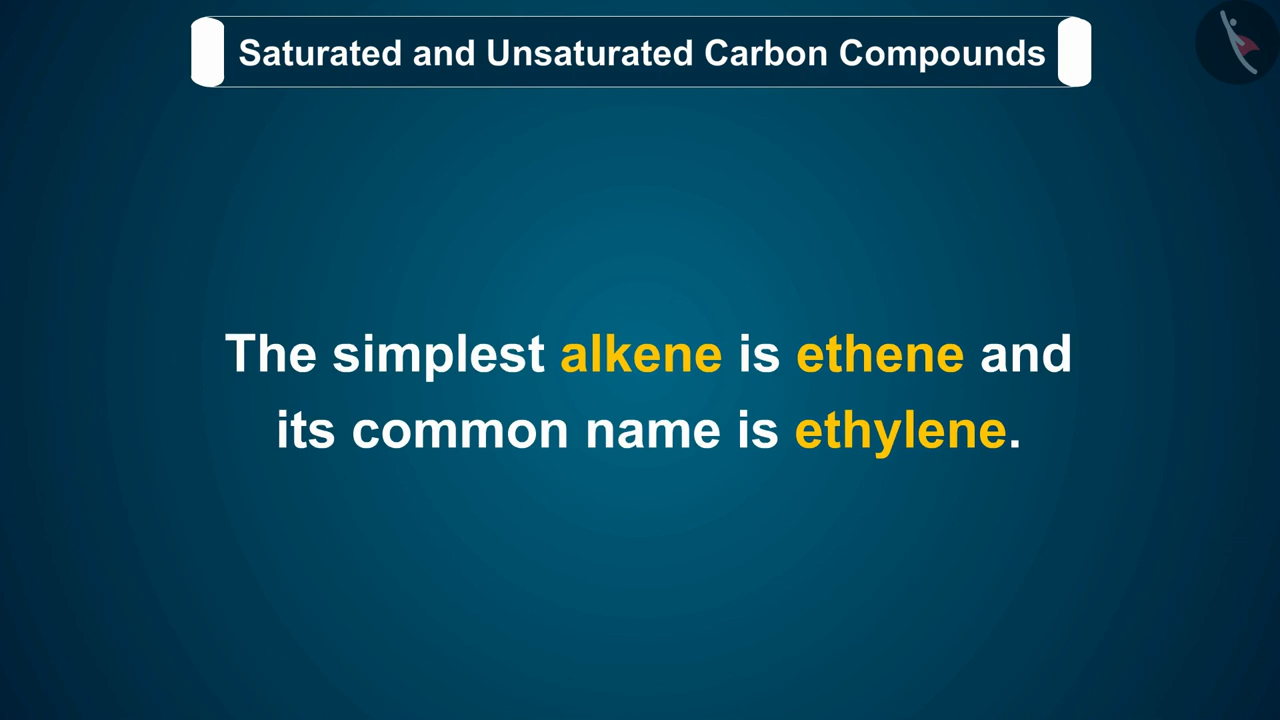 Saturated and Unsaturated Carbon Compounds
The simplest alkene is ethene and
its common name is ethylene.